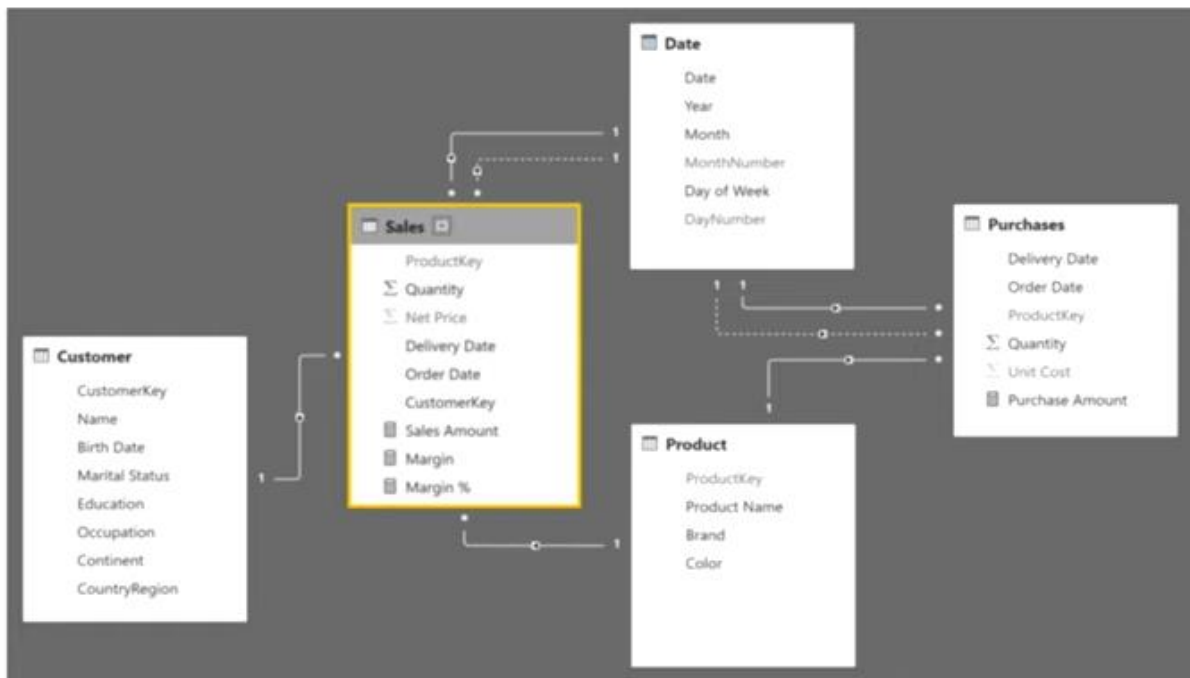 Date
Date
Year
Month
MonthNumber
Day of Week
DayNumber
1
1
Sales
ProductKey
Σ Quantity
Σ Net Price
Delivery Date
Order Date
CustomerKey
Sales Amount
Margin
Margin %
Purchases
Delivery Date
Order Date
ProductKey
Σ Quantity
Σ Unit Cost
Purchase Amount
1 1
Customer
CustomerKey
Name
Birth Date
Marital Status
Education
Occupation
Continent
CountryRegion
1
1
Product
ProductKey
Product Name
Brand
Color
1